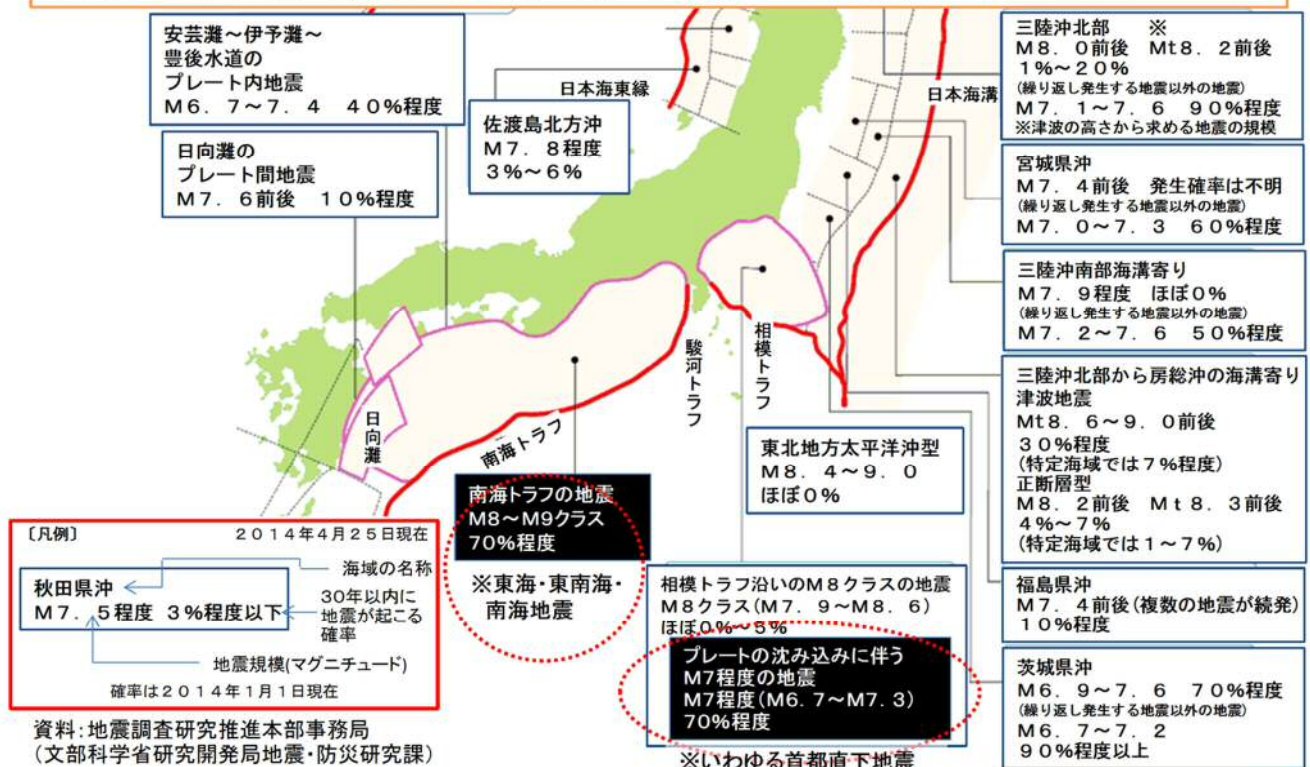 安芸灘～伊予灘～
豊後水道の
プレート内地震
M６．７～７．４　４０％程度
日向灘の
プレート間地震
M７．６前後　１０％程度
日本海東縁
佐渡島北方沖
M７．８程度
３％～６％
日本海溝
三陸沖北部　※
M８．０前後　Mt８．２前後
１％～２０％
(繰り返し発生する地震以外の地震)
M７．１～７．６　９０％程度
※津波の高さから求める地震の規模
宮城県沖
M７．４前後　発生確率は不明
(繰り返し発生する地震以外の地震)
M７．０～７．３　６０％程度
三陸沖南部海溝寄り
M７．９程度　ほぼ０％
(繰り返し発生する地震以外の地震)
M７．２～７．６　５０％程度
三陸沖北部から房総沖の海溝寄り
津波地震
Mt８．６～９．０前後
３０％程度
(特定海域では７％程度)
正断層型
M８．２前後　Mｔ８．３前後
４％～７％
(特定海域では１～７％)
福島県沖
M７．４前後(複数の地震が続発)
１０％程度
茨城県沖
M６．９～７．６　７０％程度
(繰り返し発生する地震以外の地震)
M６．７～７．２
９０％程度以上
日向灘
南海トラフ
駿河トラフ
相模トラフ
東北地方太平洋沖型
M８．４～９．０
ほぼ０％
南海トラフの地震
M8～M9クラス
70％程度
※東海・東南海・
南海地震
相模トラフ沿いのM８クラスの地震
M８クラス(M７．９～M８．６)
ほぼ０％～５％
プレートの沈み込みに伴う
M7程度の地震
M7程度(M６．７～M７．３)
70％程度
※いわゆる首都直下地震
〔凡例〕　２０１４年４月２５日現在
秋田県沖
M７．５程度　３％程度以下
海域の名称
３０年以内に
地震が起こる
確率
地震規模(マグニチュード)
確率は２０１４年１月１日現在
資料:地震調査研究推進本部事務局
(文部科学省研究開発局地震・防災研究課)